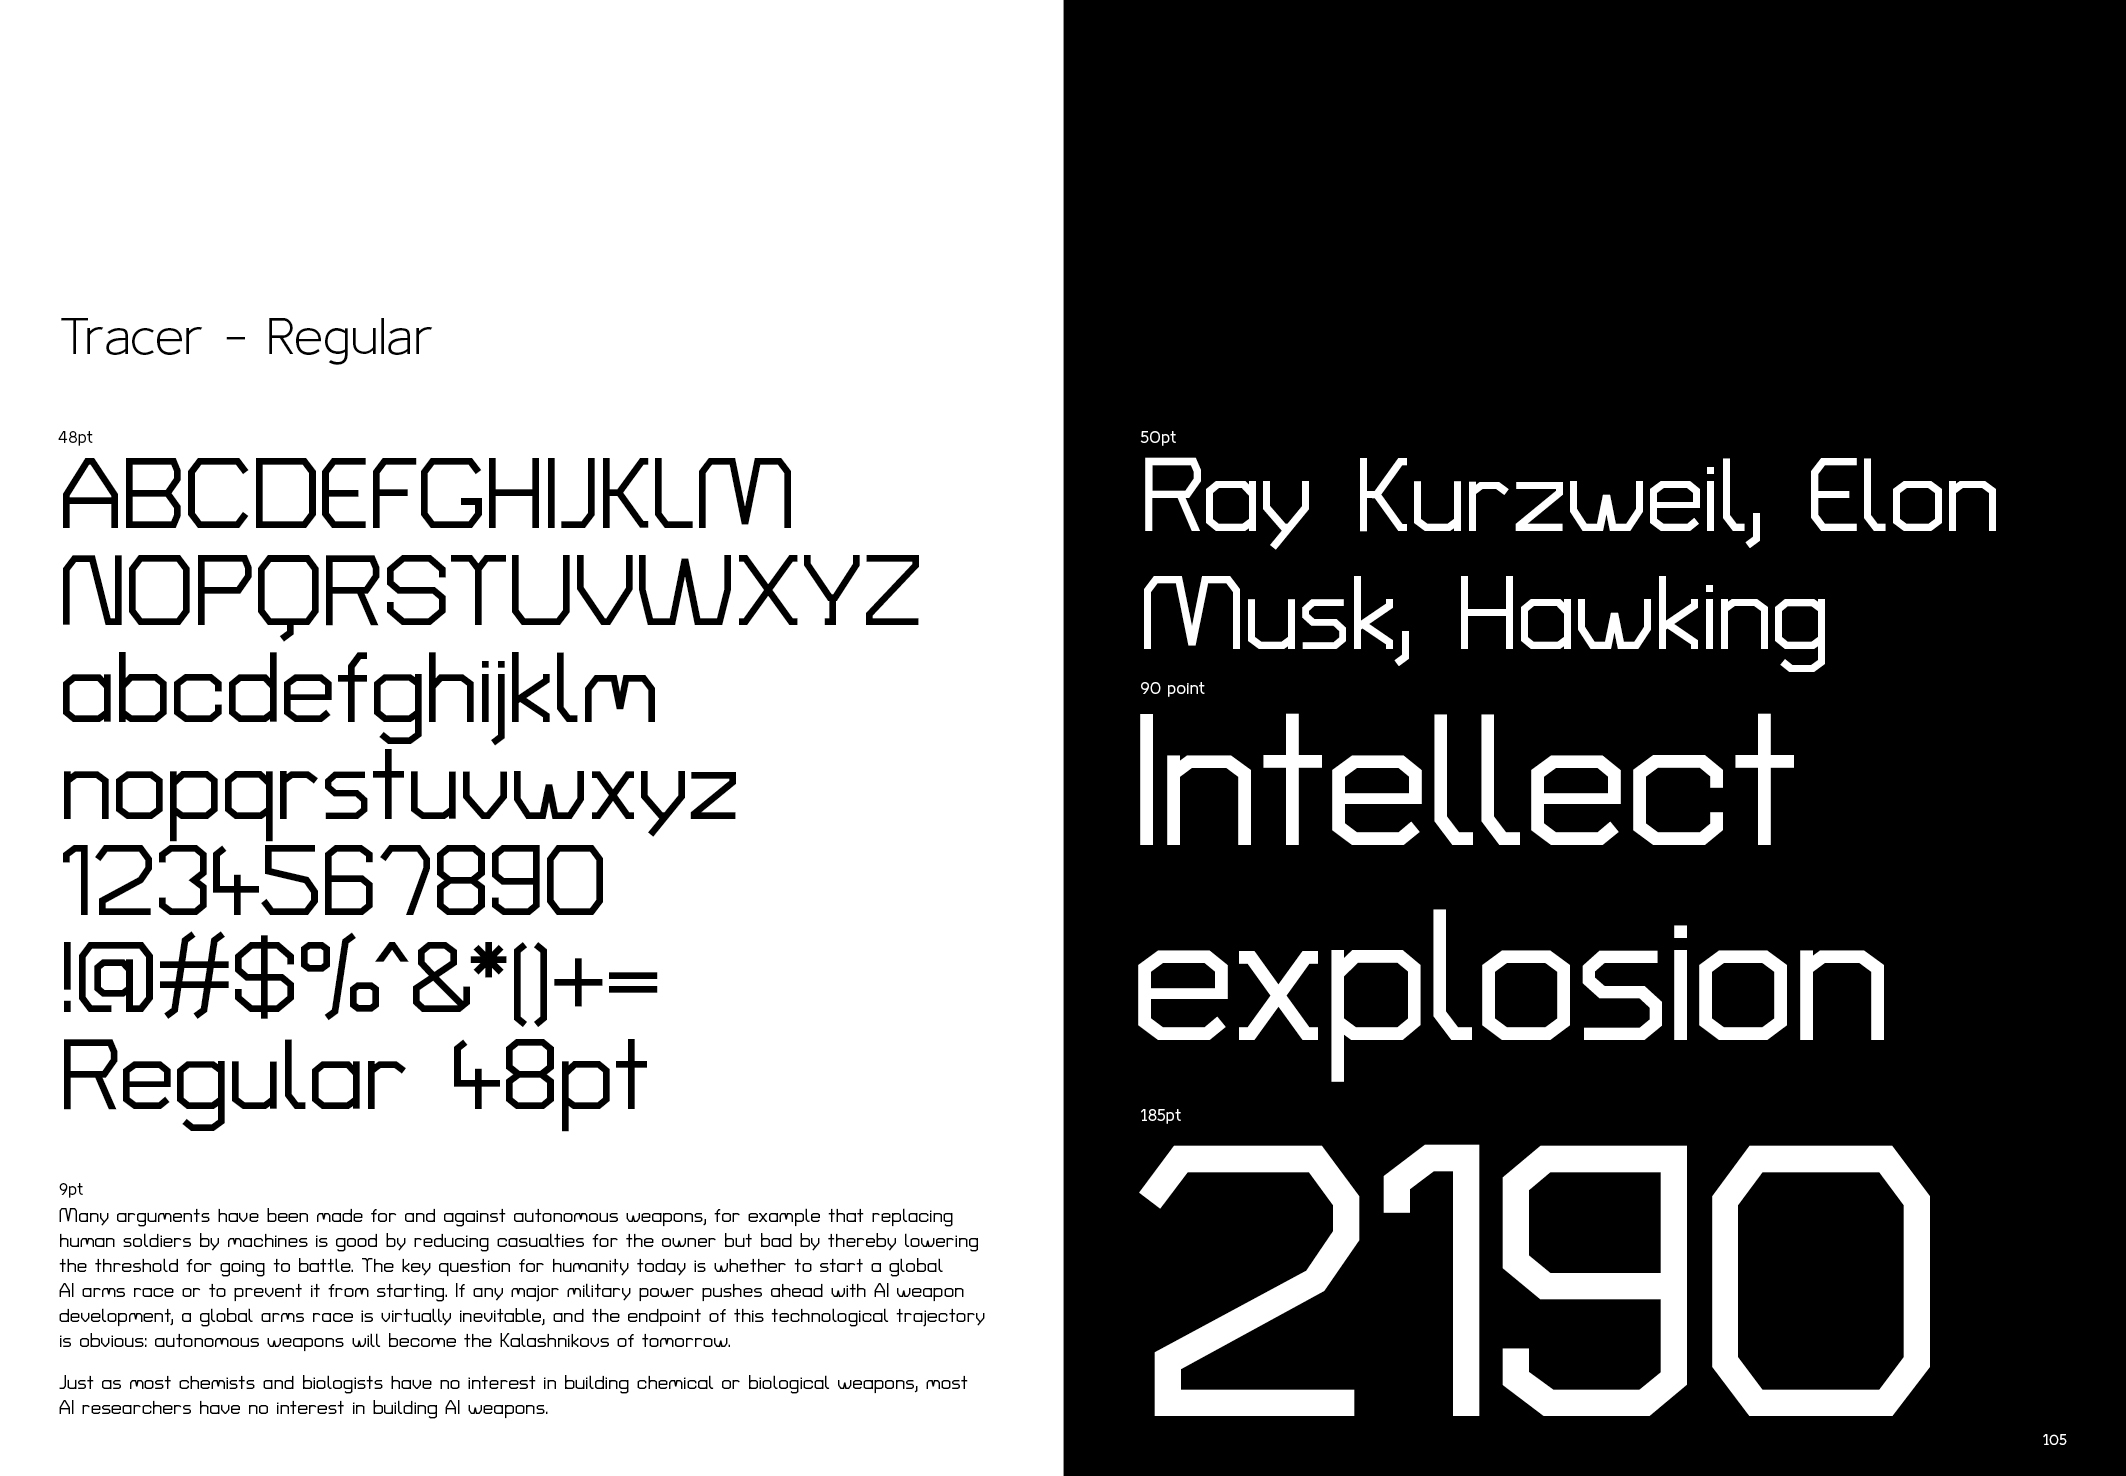 Tracer - Regular
48pt
ABCDEFGHIJKLM
NOPQRSTUVWXYZ
abcdefghijklm
nopqrstuvwxyz
1234567890
!@#$%^&*()+=
Regular 48pt
9pt
Many arguments have been made for and against autonomous weapons, for example that replacing
human soldiers by machines is good by reducing casualties for the owner but bad by thereby lowering
the threshold for going to battle. The key question for humanity today is whether to start a global
AI arms race or to prevent it from starting. If any major military power pushes ahead with AI weapon
development, a global arms race is virtually inevitable, and the endpoint of this technological trajectory
is obvious: autonomous weapons will become the Kalashnikovs of tomorrow.
Just as most chemists and biologists have no interest in building chemical or biological weapons, most
AI researchers have no interest in building AI weapons.
50pt
Ray Kurzweil, Elon
Musk, Hawking
90 point
Intellect
explosion
185pt
2190
105